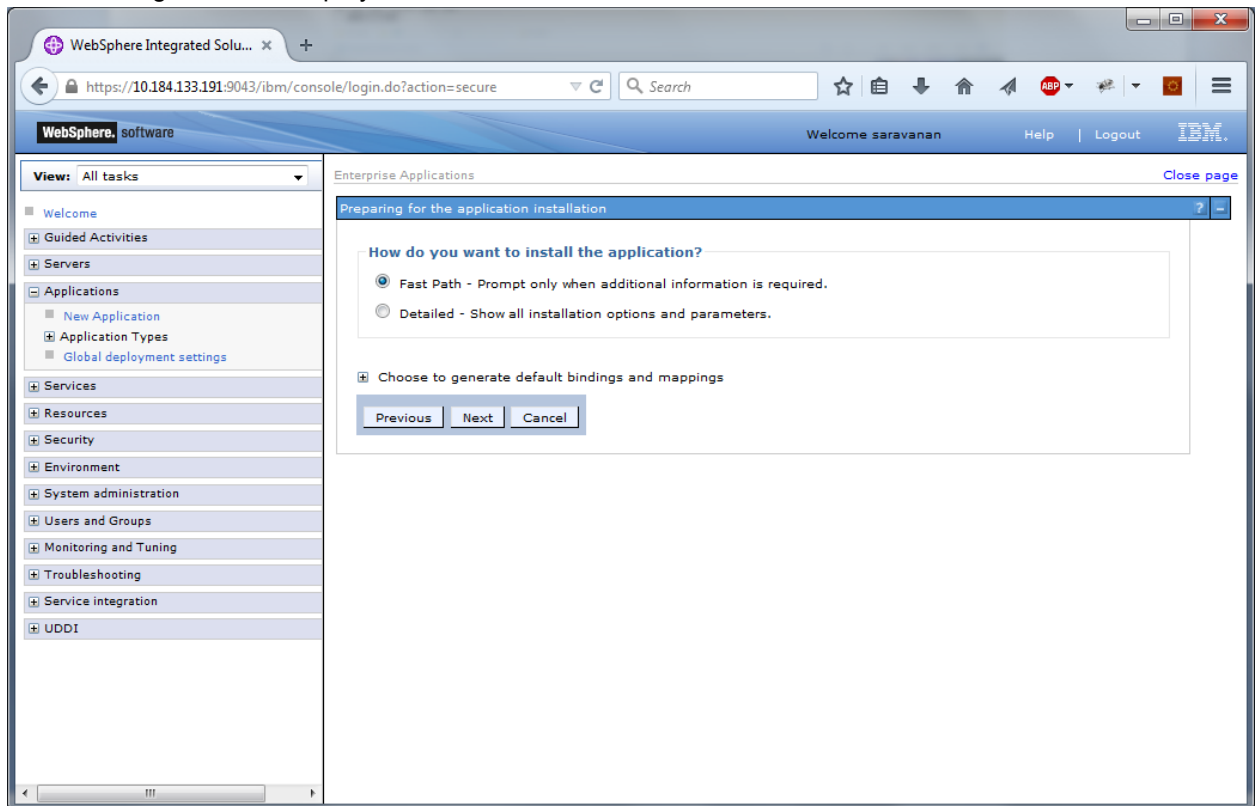 WebSphere Integrated Solu...
https://10.184.133.191:9043/ibm/console/login.do?action=secure
Search
ABP
WebSphere. software
Welcome saravanan
Help | Logout
IBM.
View: All tasks
Welcome
Guided Activities
Servers
Applications
New Application
Application Types
Global deployment settings
Services
Resources
Security
Environment
System administration
Users and Groups
Monitoring and Tuning
Troubleshooting
Service integration
UDDI
Enterprise Applications
Close page
Preparing for the application installation
?
How do you want to install the application?
Fast Path - Prompt only when additional information is required.
Detailed - Show all installation options and parameters.
Choose to generate default bindings and mappings
Previous Next Cancel